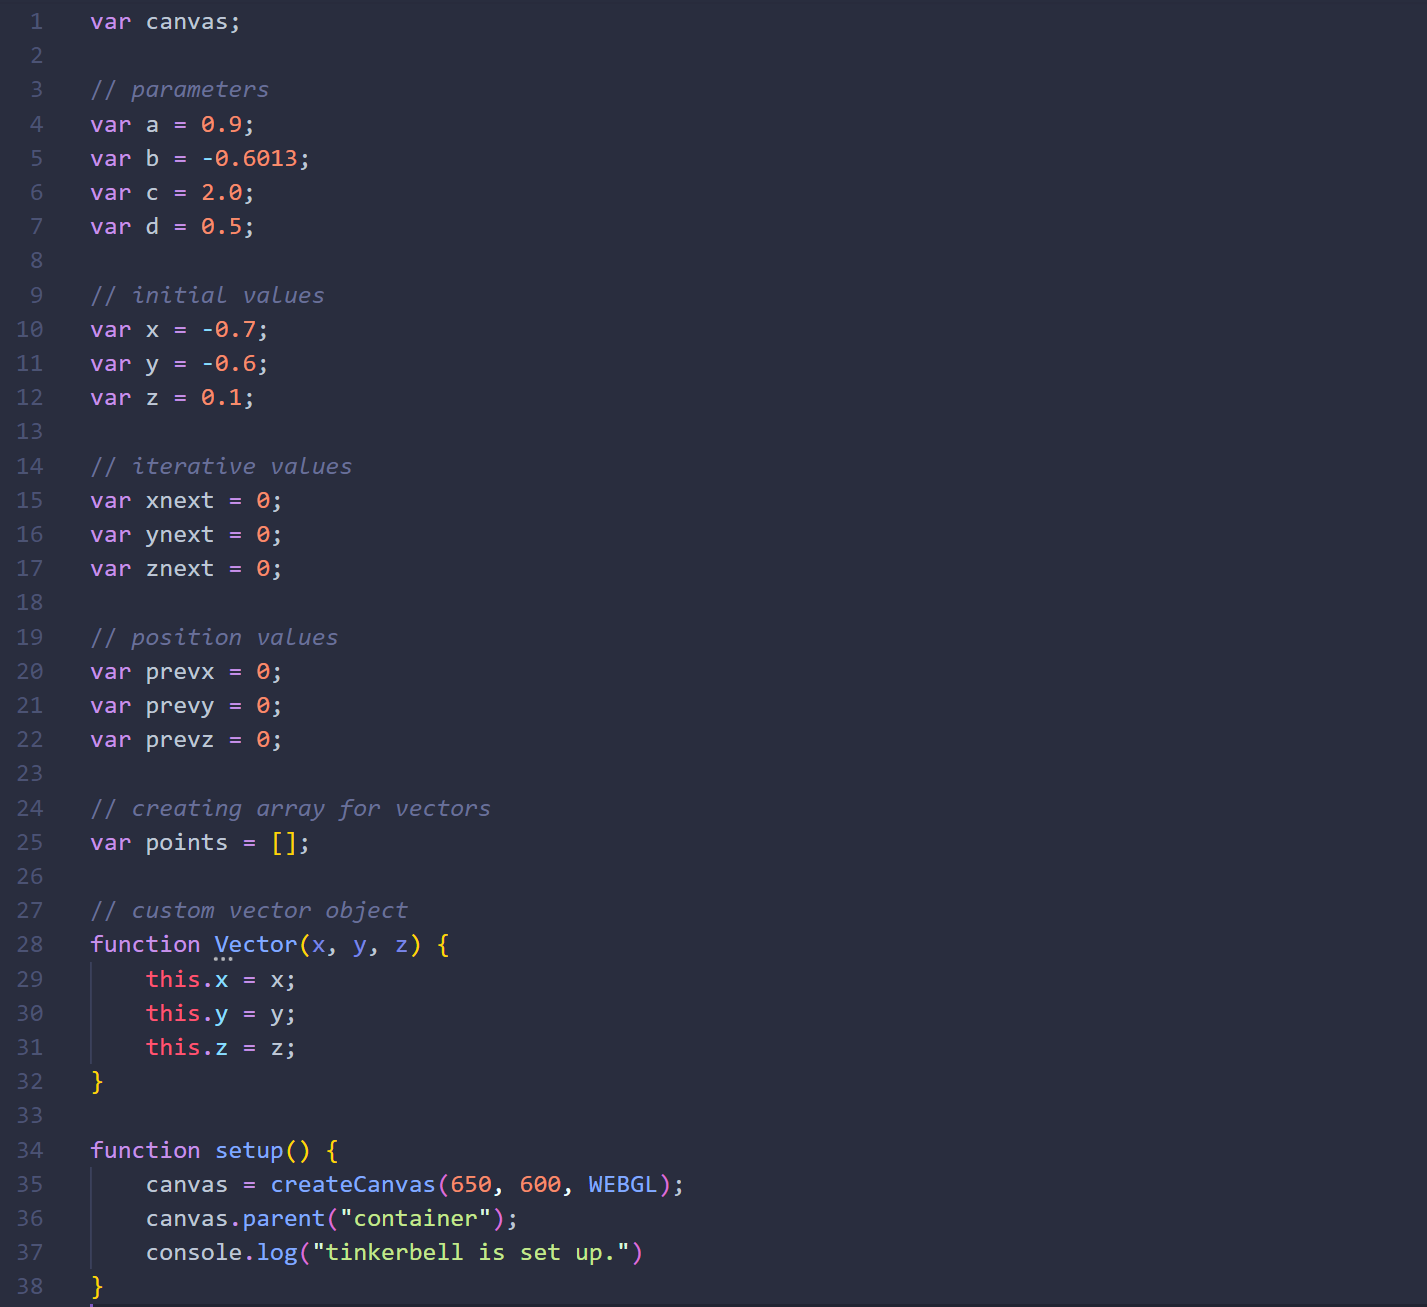 1 var canvas;
2
3 // parameters
4 var a = 0.9;
5 var b = -0.6013;
6 var c = 2.0;
7 var d = 0.5;
8
9 // initial values
10 var x = -0.7;
11 var y = -0.6;
12 var z = 0.1;
13
14 // iterative values
15 var xnext = 0;
16 var ynext = 0;
17 var znext = 0;
18
19 // position values
20 var prevx = 0;
21 var prevy = 0;
22 var prevz = 0;
23
24 // creating array for vectors
25 var points = [];
26
27 // custom vector object
28 function Vector(x, y, z) {
29     this.x = x;
30     this.y = y;
31     this.z = z;
32 }
33
34 function setup() {
35     canvas = createCanvas(650, 600, WEBGL);
36     canvas.parent("container");
37     console.log("tinkerbell is set up.")
38 }